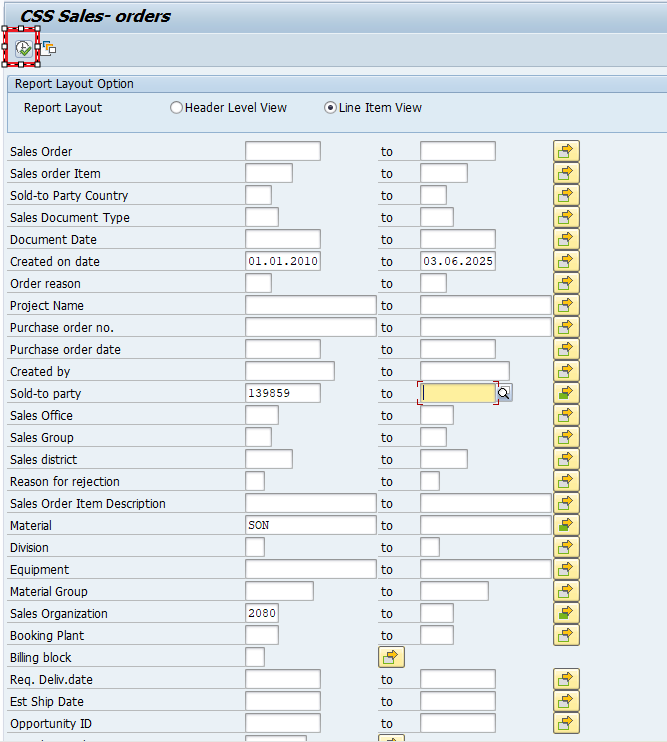 CSS Sales- orders
Report Layout Option
Report Layout Header Level View Line Item View
Sales Order to
Sales order Item to
Sold-to Party Country to
Sales Document Type to
Document Date to
Created on date 01.01.2010 to 03.06.2025
Order reason to
Project Name to
Purchase order no. to
Purchase order date to
Created by to
Sold-to party 139859 to
Sales Office to
Sales Group to
Sales district to
Reason for rejection to
Sales Order Item Description to
Material SON to
Division to
Equipment to
Material Group to
Sales Organization 2080 to
Booking Plant to
Billing block
Req. Deliv.date to
Est Ship Date to
Opportunity ID to